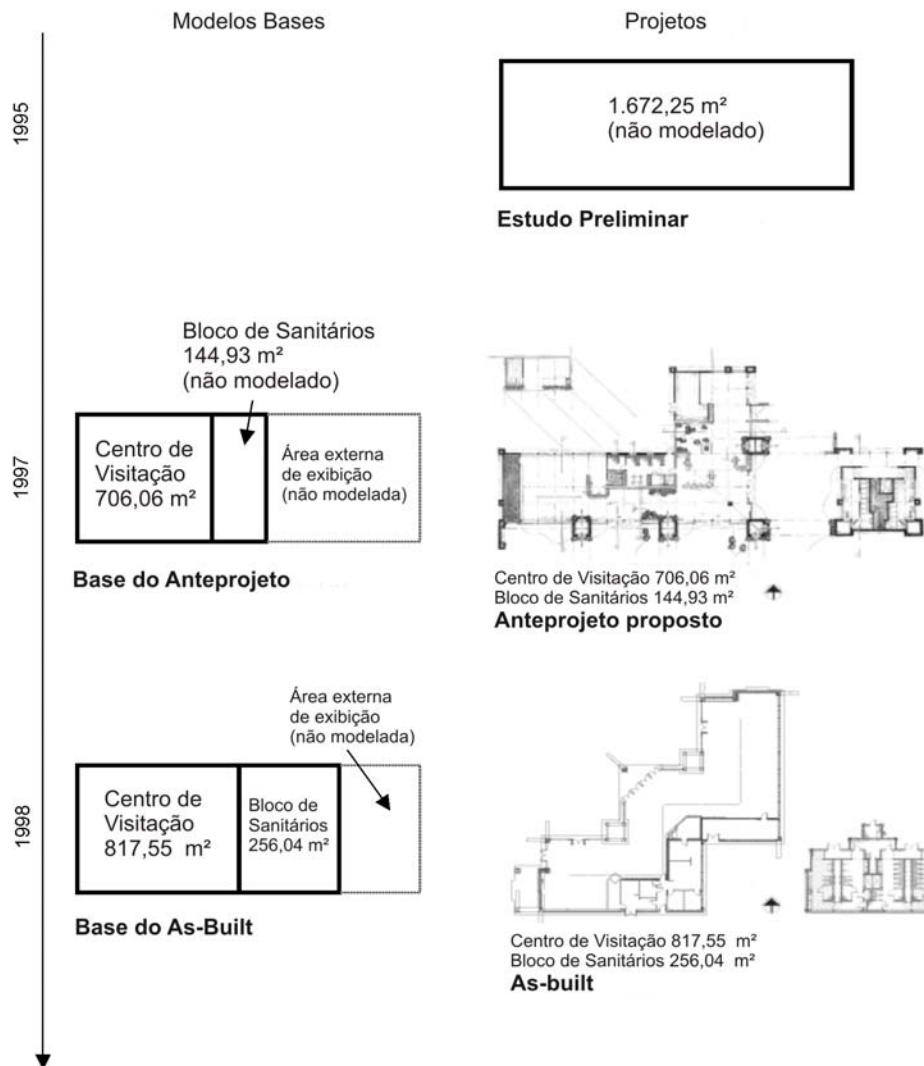 Modelos Bases
Projetos
1995
1.672,25 m²
(não modelado)
Estudo Preliminar
1997
Bloco de Sanitários
144,93 m²
(não modelado)
Centro de
Visitação
706,06 m²
Área externa
de exibição
(não modelada)
Base do Anteprojeto
Centro de Visitação 706,06 m²
Bloco de Sanitários 144,93 m²
Anteprojeto proposto
1998
Área externa
de exibição
(não modelada)
Centro de
Visitação
817,55 m²
Bloco de
Sanitários
256,04 m²
Base do As-Built
Centro de Visitação 817,55 m²
Bloco de Sanitários 256,04 m²
As-built